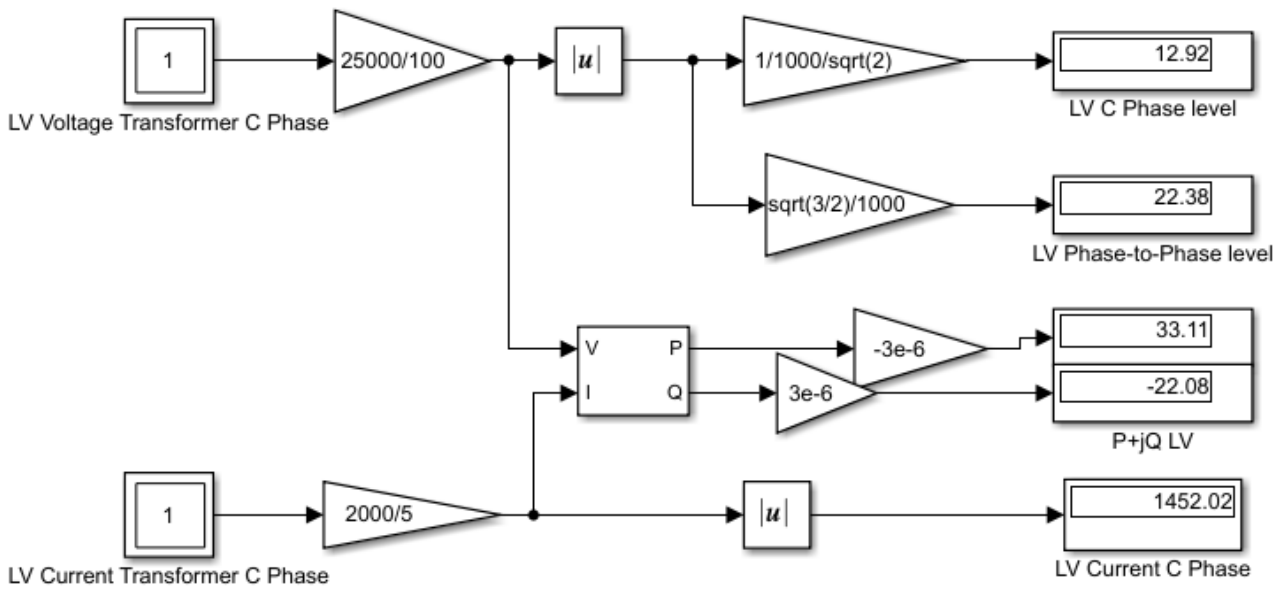 1
25000/100
|u|
1/1000/sqrt(2)
12.92
LV Voltage Transformer C Phase
LV C Phase level
sqrt(3/2)/1000
22.38
LV Phase-to-Phase level
V
P
-3e-6
33.11
I
Q
3e-6
-22.08
P+jQ LV
1
2000/5
|u|
1452.02
LV Current Transformer C Phase
LV Current C Phase